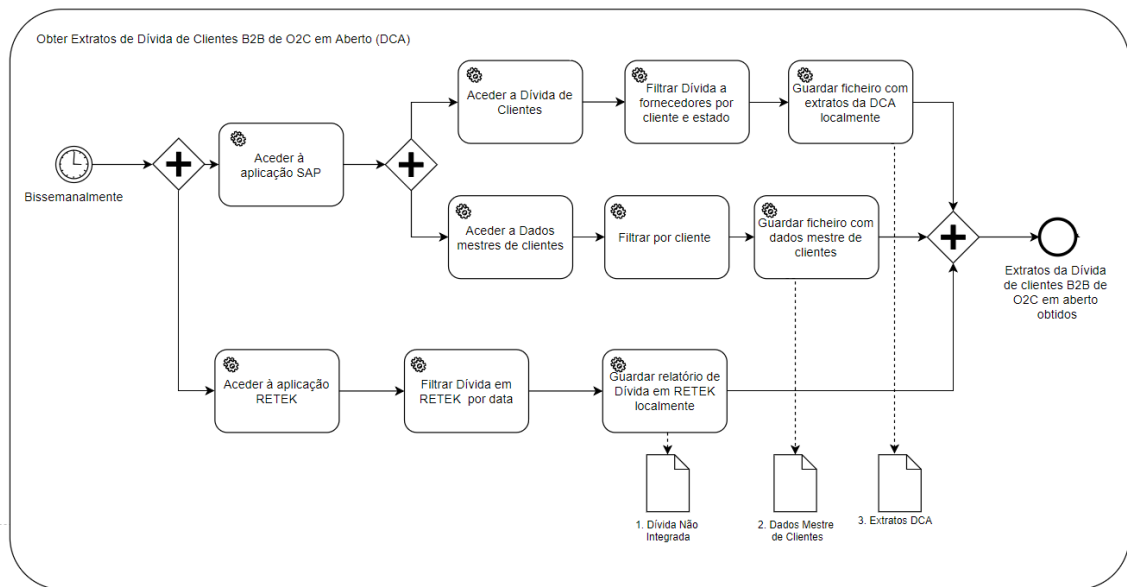 Obter Extratos de Dívida de Clientes B2B de O2C em Aberto (DCA)
Bissemanalmente
Aceder à
aplicação SAP
Aceder a Dívida de
Clientes
Filtrar Dívida a
fornecedores por
cliente e estado
Guardar ficheiro com
extratos da DCA
localmente
Aceder a Dados
mestres de clientes
Filtrar por cliente
Guardar ficheiro com
dados mestre de
clientes
Extratos da Dívida
de clientes B2B de
O2C em aberto
obtidos
Aceder à aplicação
RETEK
Filtrar Dívida em
RETEK por data
Guardar relatório de
Dívida em RETEK
localmente
1. Dívida Não
Integrada
2. Dados Mestre
de Clientes
3. Extratos DCA